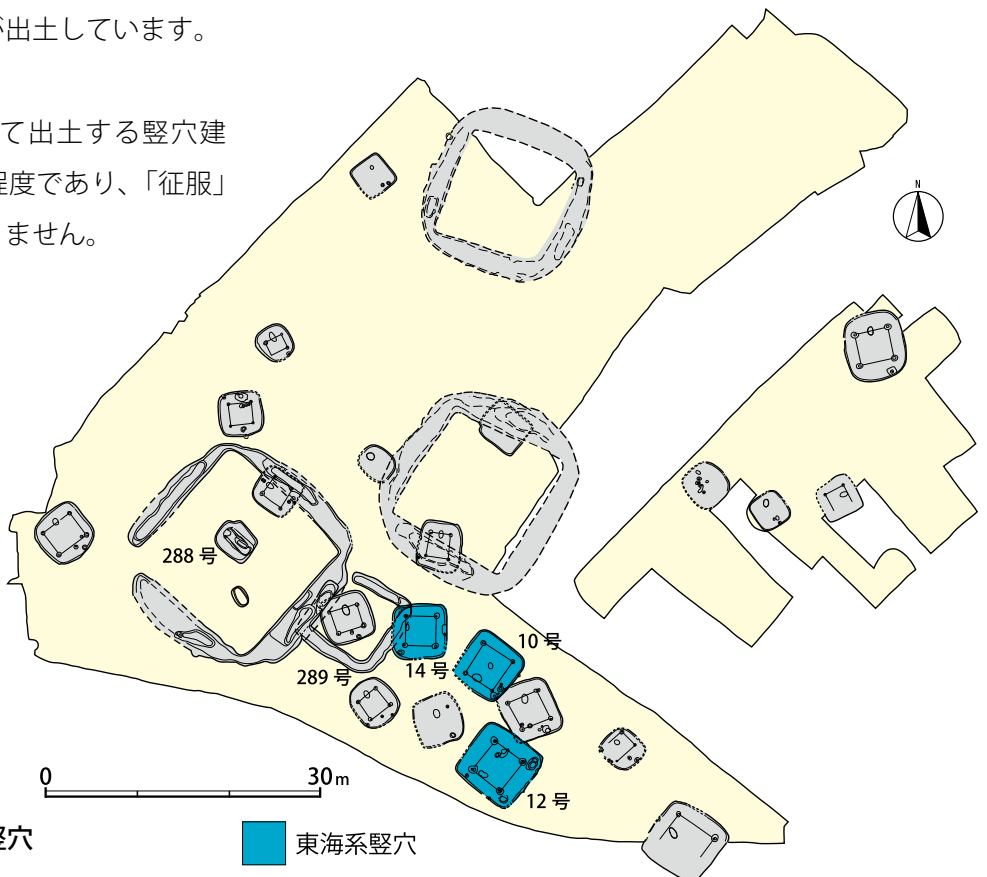 が出土しています。
て出土する竪穴建
程度であり、「征服」
ません。
N
288 号
289 号
14 号
10 号
12 号
0 30m
竪穴
東海系竪穴